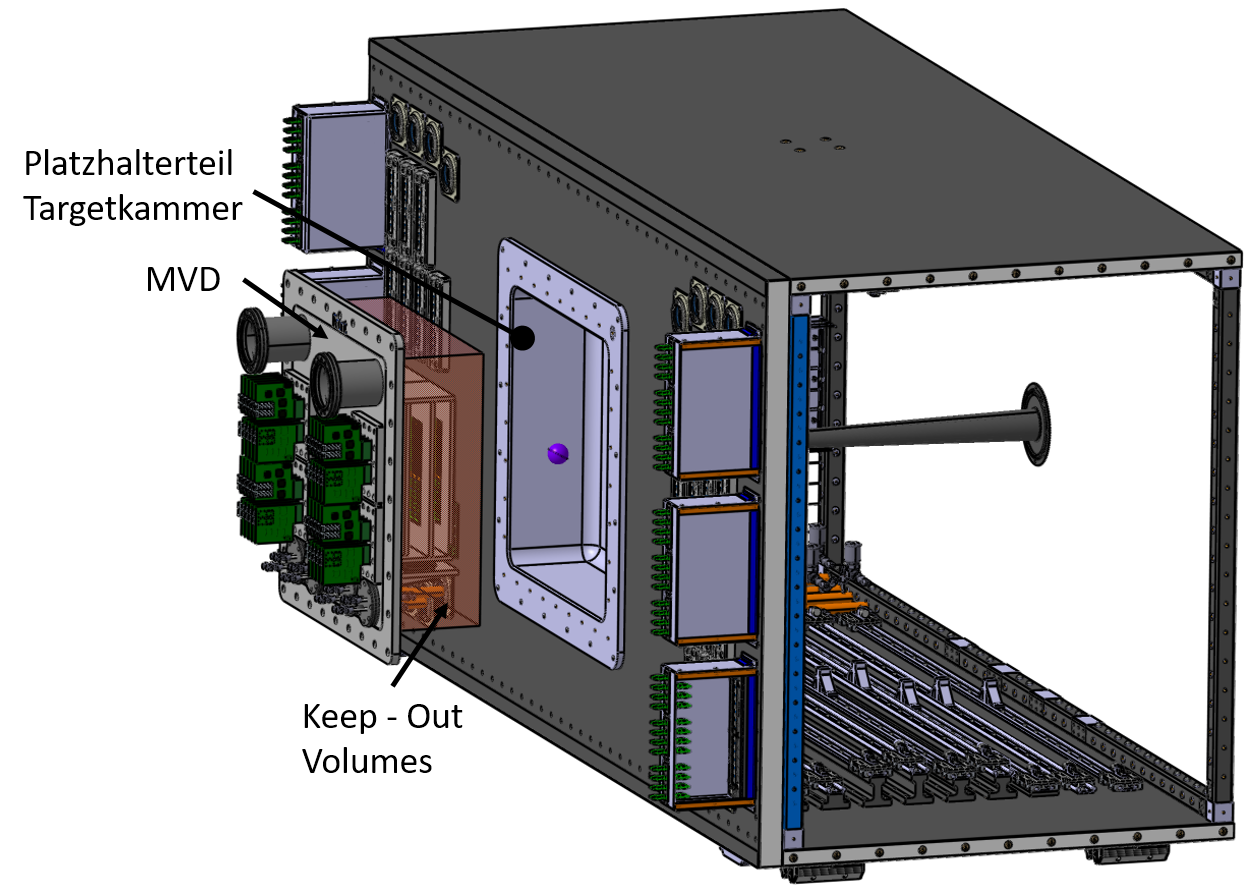 Platzhalterteil
Targetkammer
MVD
Keep - Out
Volumes